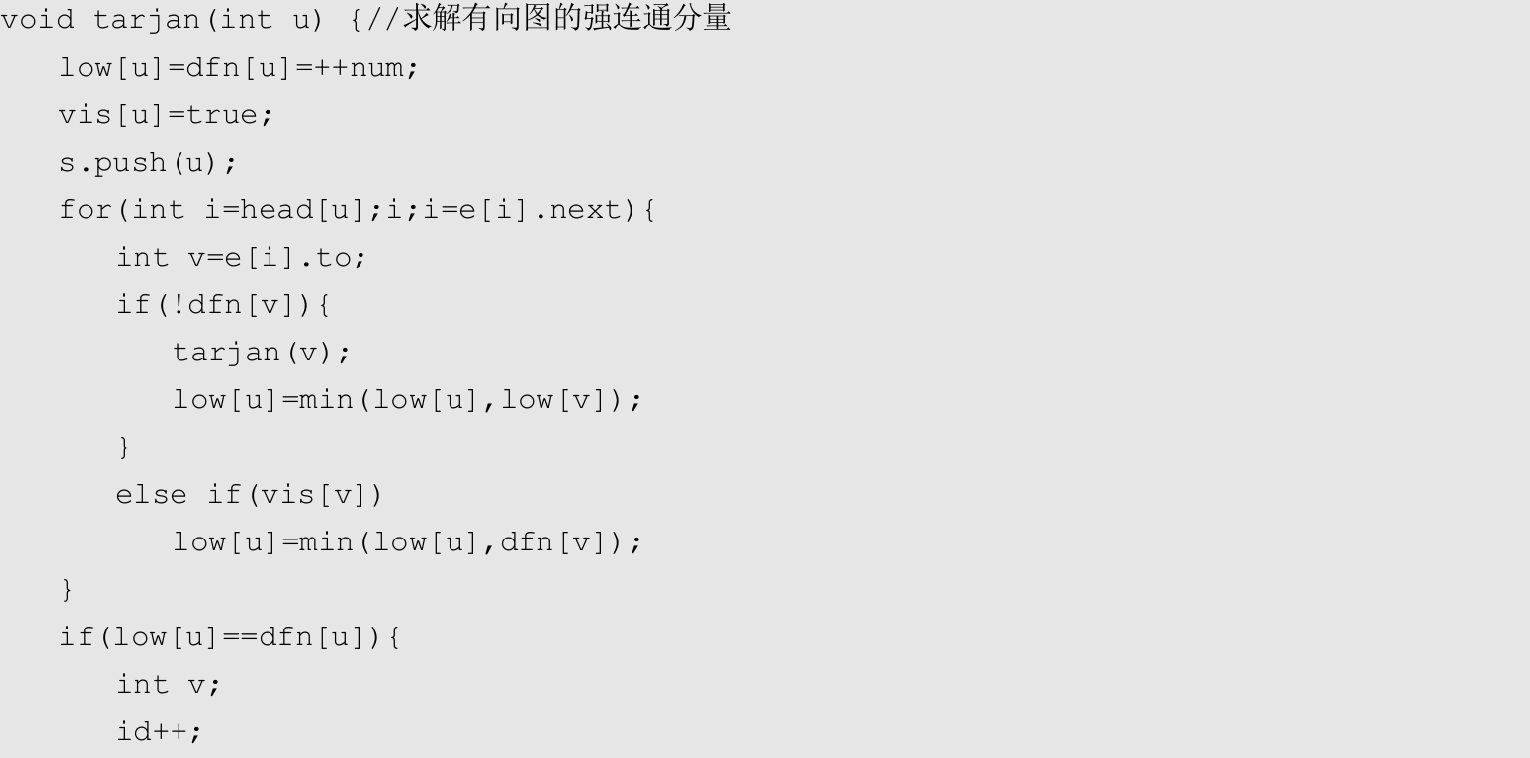 void tarjan(int u) {//求解有向图的强连通分量
    low[u]=dfn[u]=++num;
    vis[u]=true;
    s.push(u);
    for(int i=head[u];i;i=e[i].next){
        int v=e[i].to;
        if(!dfn[v]){
            tarjan(v);
            low[u]=min(low[u],low[v]);
        }
        else if(vis[v])
            low[u]=min(low[u],dfn[v]);
    }
    if(low[u]==dfn[u]){
        int v;
        id++;